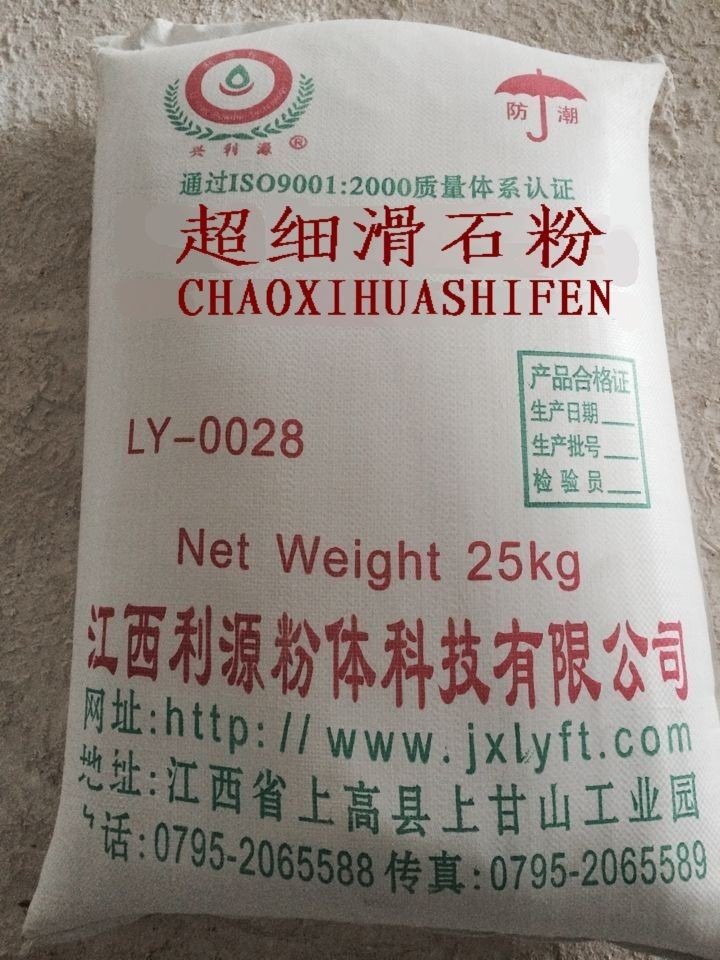 防潮
兴利源®
通过ISO9001:2000质量体系认证
超细滑石粉
CHAOXIHUASHIFEN
产品合格证
生产日期
生产批号
检验员
LY-0028
Net Weight 25kg
江西利源粉体科技有限公司
网址:http://www.jxlyft.com
地址:江西省上高县上甘山工业园
话:0795-2065588 传真:0795-2065589